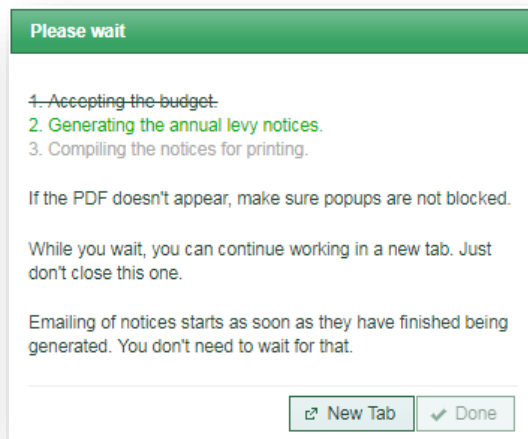 Please wait
1. Accepting the budget.
2. Generating the annual levy notices.
3. Compiling the notices for printing.
If the PDF doesn't appear, make sure popups are not blocked.
While you wait, you can continue working in a new tab. Just
don't close this one.
Emailing of notices starts as soon as they have finished being
generated. You don't need to wait for that.
New Tab
Done